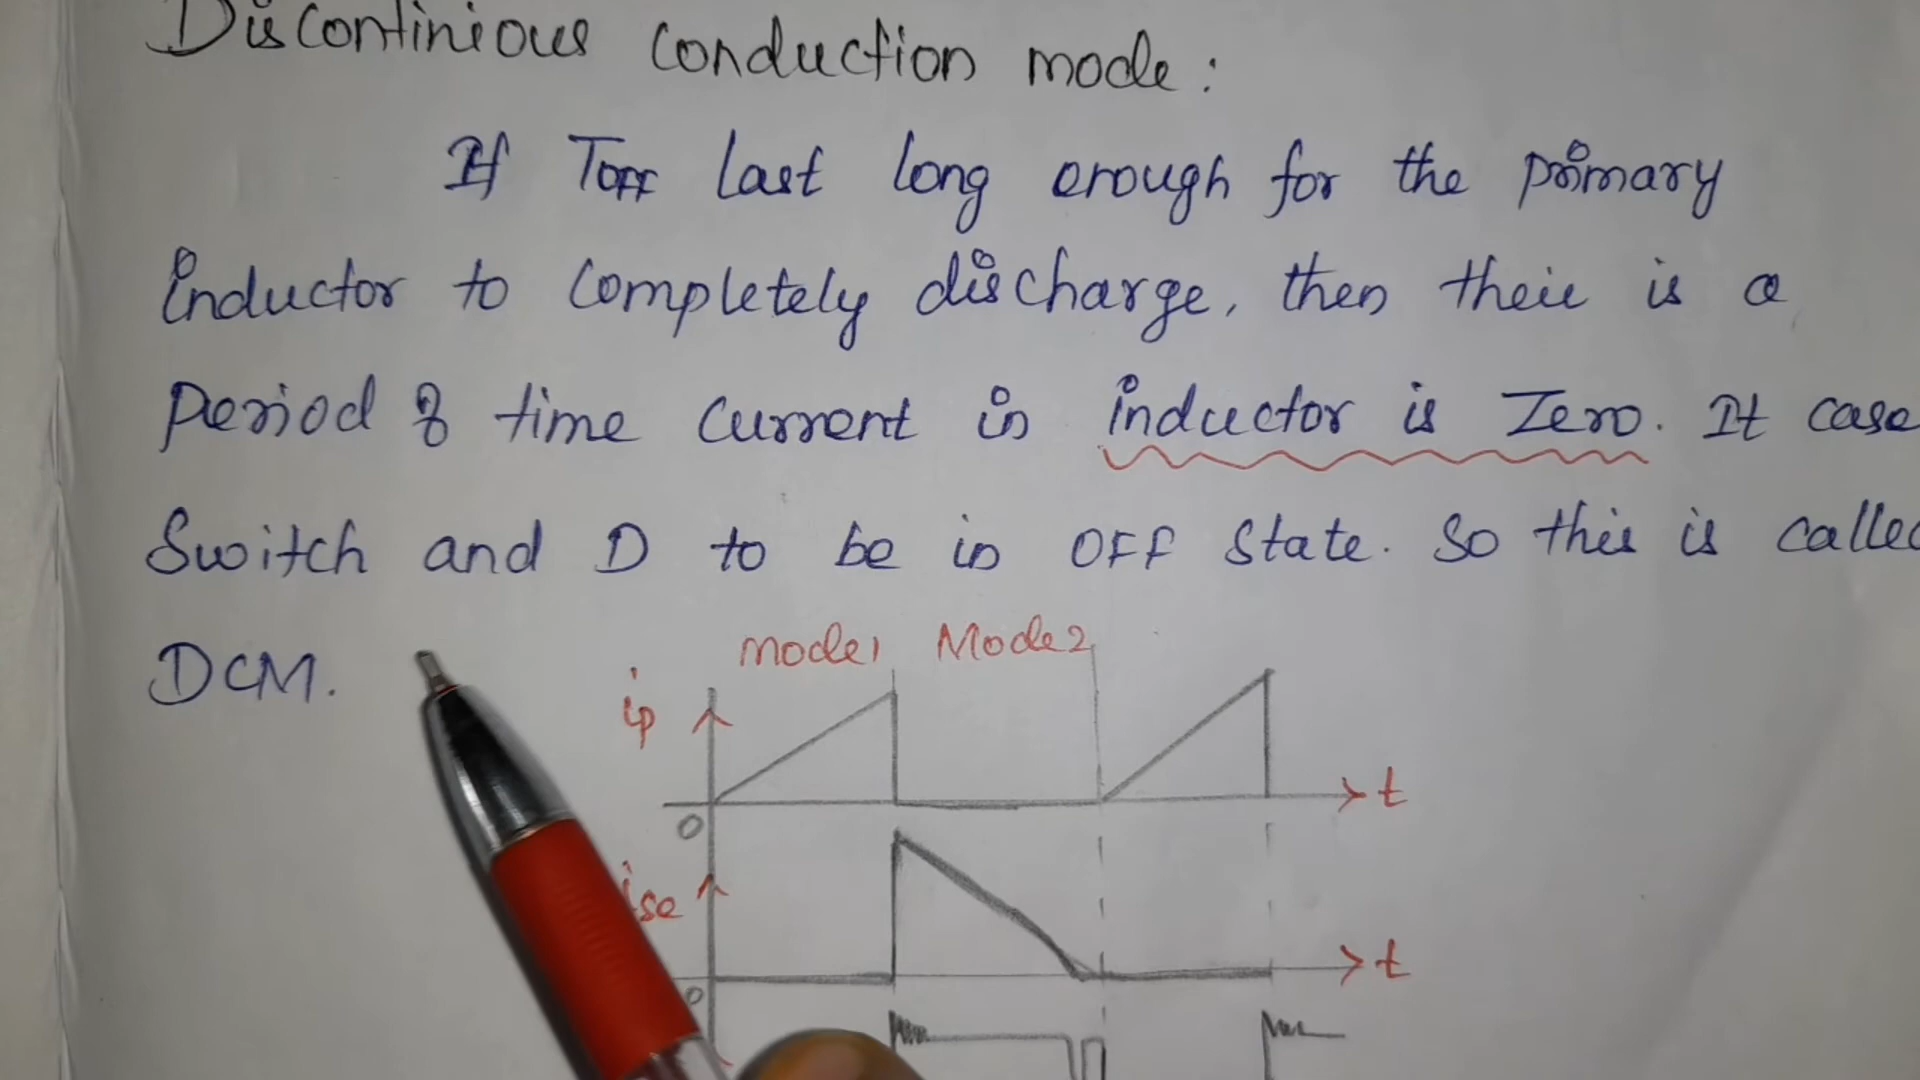 Discontinious conduction mode:
If TOFF last long enough for the primary
inductor to completely discharge, then their is a
period of time current in inductor is zero. It case
Switch and D to be in OFF state. So this is called
DCM.
mode1 Mode2
ip
t
0
ise
t
0